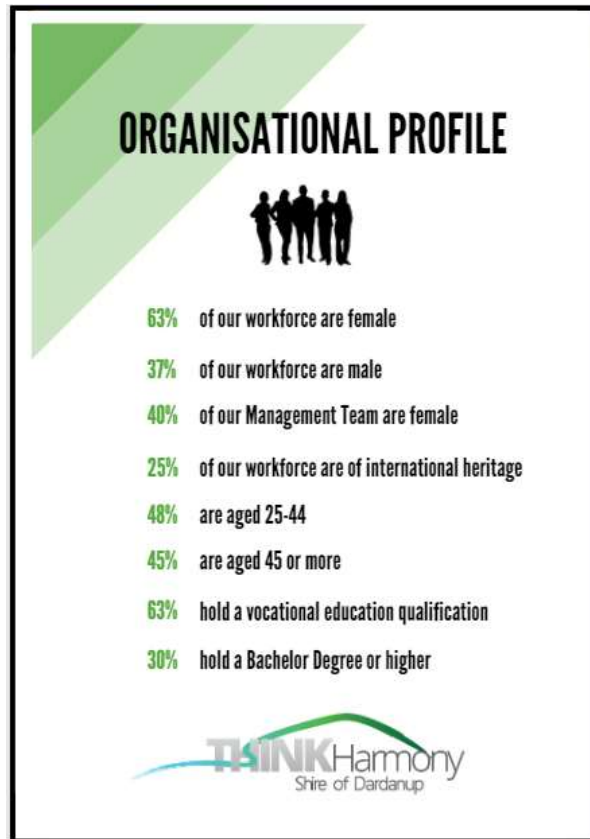 ORGANISATIONAL PROFILE
63% of our workforce are female
37% of our workforce are male
40% of our Management Team are female
25% of our workforce are of international heritage
48% are aged 25-44
45% are aged 45 or more
63% hold a vocational education qualification
30% hold a Bachelor Degree or higher
THINKHarmony
Shire of Dardanup